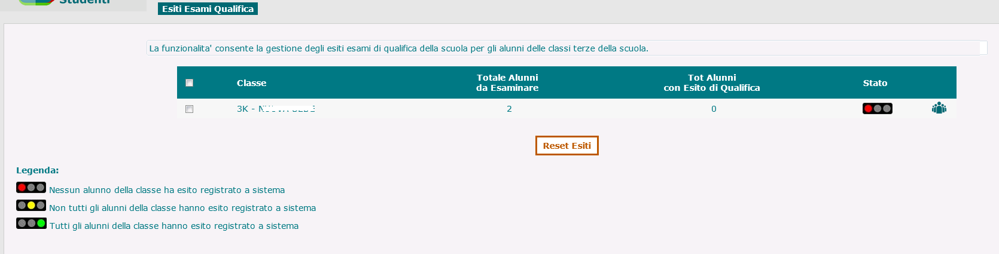 Studenti
Esiti Esami Qualifica
La funzionalita' consente la gestione degli esiti esami di qualifica della scuola per gli alunni delle classi terze della scuola.
Classe
Totale Alunni
da Esaminare
Tot Alunni
con Esito di Qualifica
Stato
3K -
2
0
Reset Esiti
Legenda:
Nessun alunno della classe ha esito registrato a sistema
Non tutti gli alunni della classe hanno esito registrato a sistema
Tutti gli alunni della classe hanno esito registrato a sistema